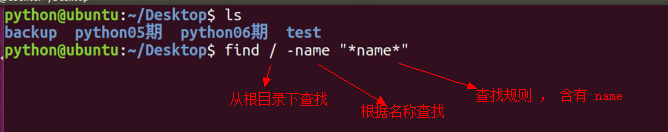 python@ubuntu:~/Desktop$ ls
backup python05期 python06期 test
python@ubuntu:~/Desktop$ find / -name "*name*"
从根目录下查找
根据名称查找
查找规则 , 含有 name